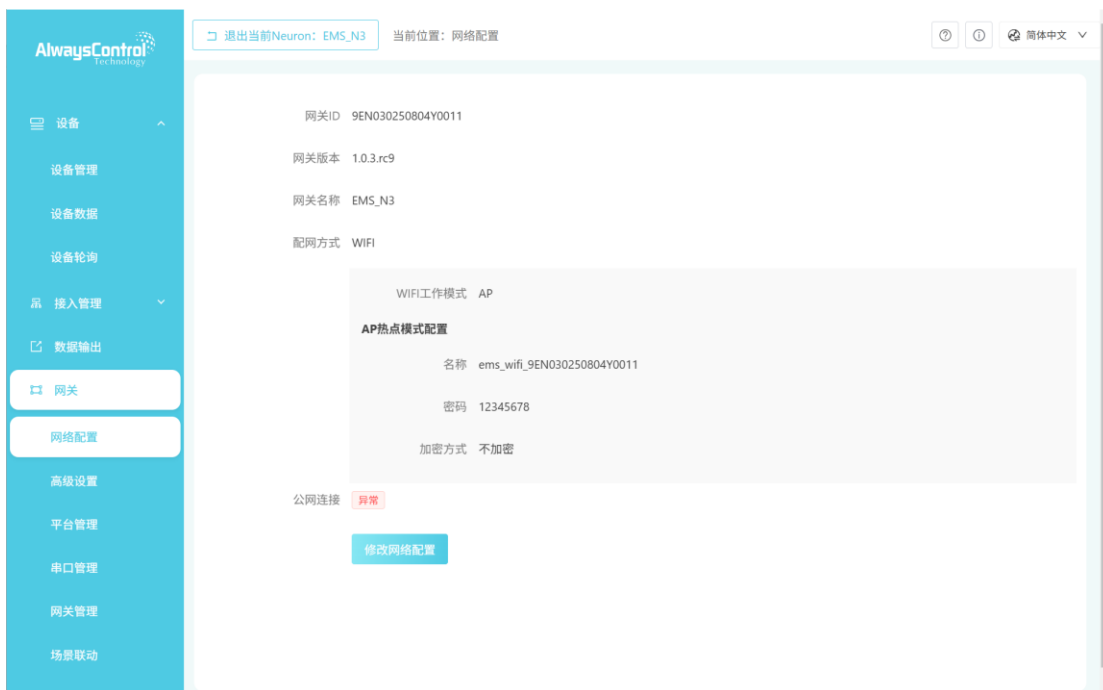 AlwaysControl
Technology
退出当前Neuron：EMS_N3
当前位置：网络配置
简体中文
设备
设备管理
设备数据
设备轮询
接入管理
数据输出
网关
网络配置
高级设置
平台管理
串口管理
网关管理
场景联动
网关ID 9EN030250804Y0011
网关版本 1.0.3.rc9
网关名称 EMS_N3
配网方式 WIFI
WIFI工作模式 AP
AP热点模式配置
名称 ems_wifi_9EN030250804Y0011
密码 12345678
加密方式 不加密
公网连接 异常
修改网络配置